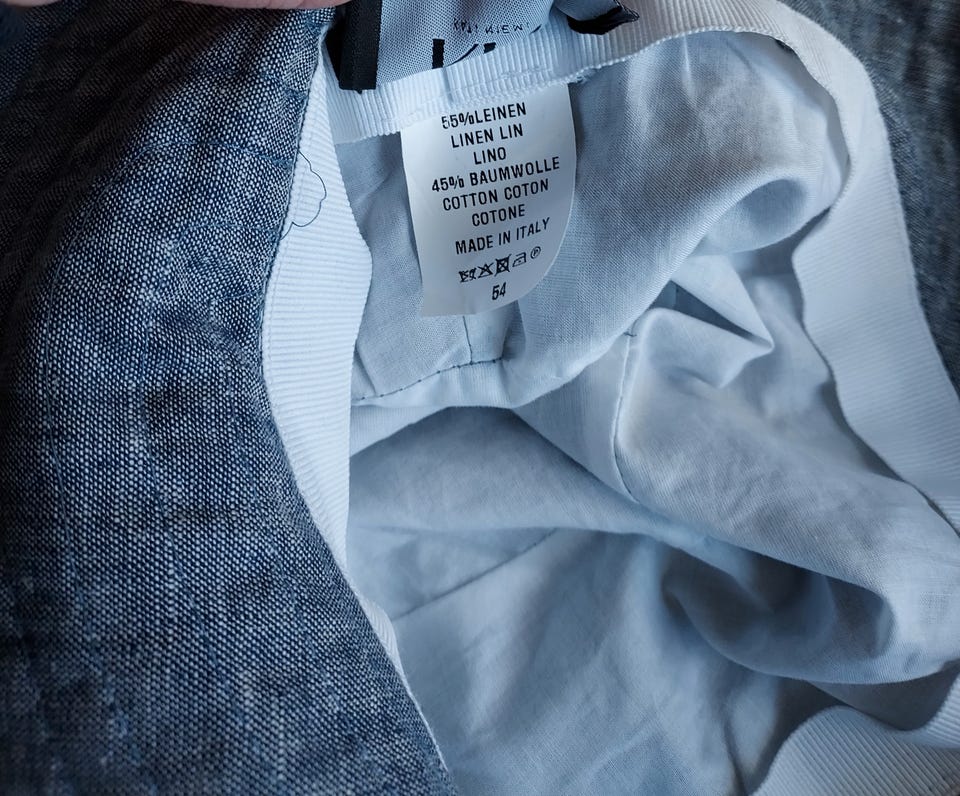 55%LEINEN
LINEN LIN
LINO
45% BAUMWOLLE
COTTON COTON
COTONE
MADE IN ITALY
54